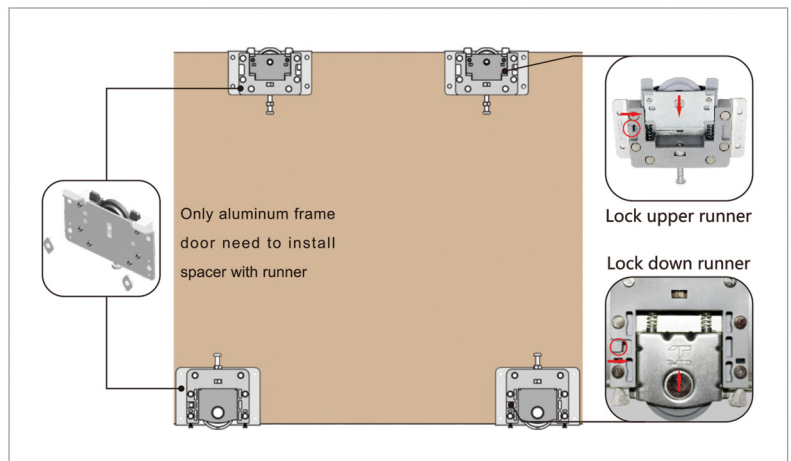 Only aluminum frame
door need to install
spacer with runner
Lock upper runner
Lock down runner